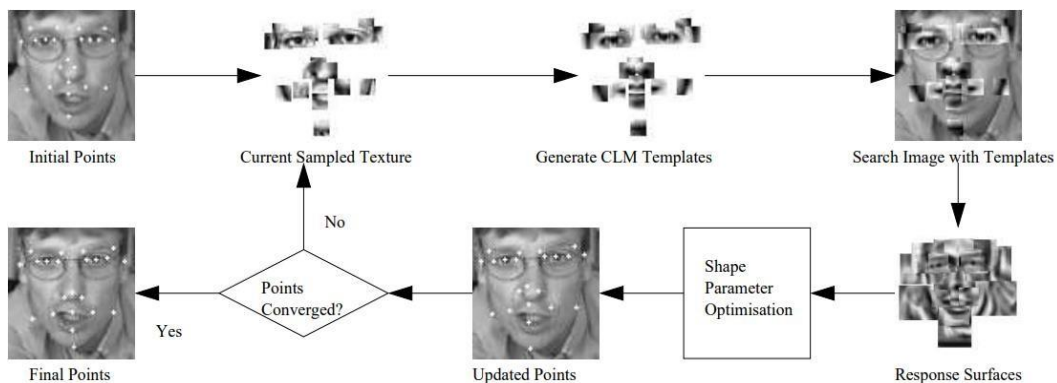 Initial Points
Current Sampled Texture
Generate CLM Templates
Search Image with Templates
No
Points
Converged?
Yes
Shape
Parameter
Optimisation
Final Points
Updated Points
Response Surfaces